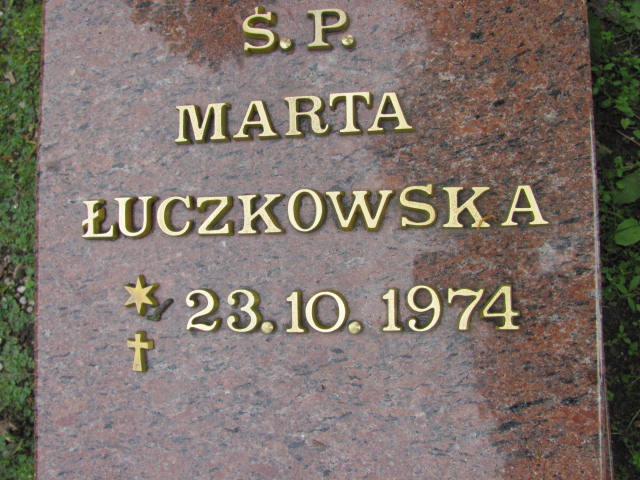 Ś. P.
MARTA
ŁUCZKOWSKA
23. 10. 1974